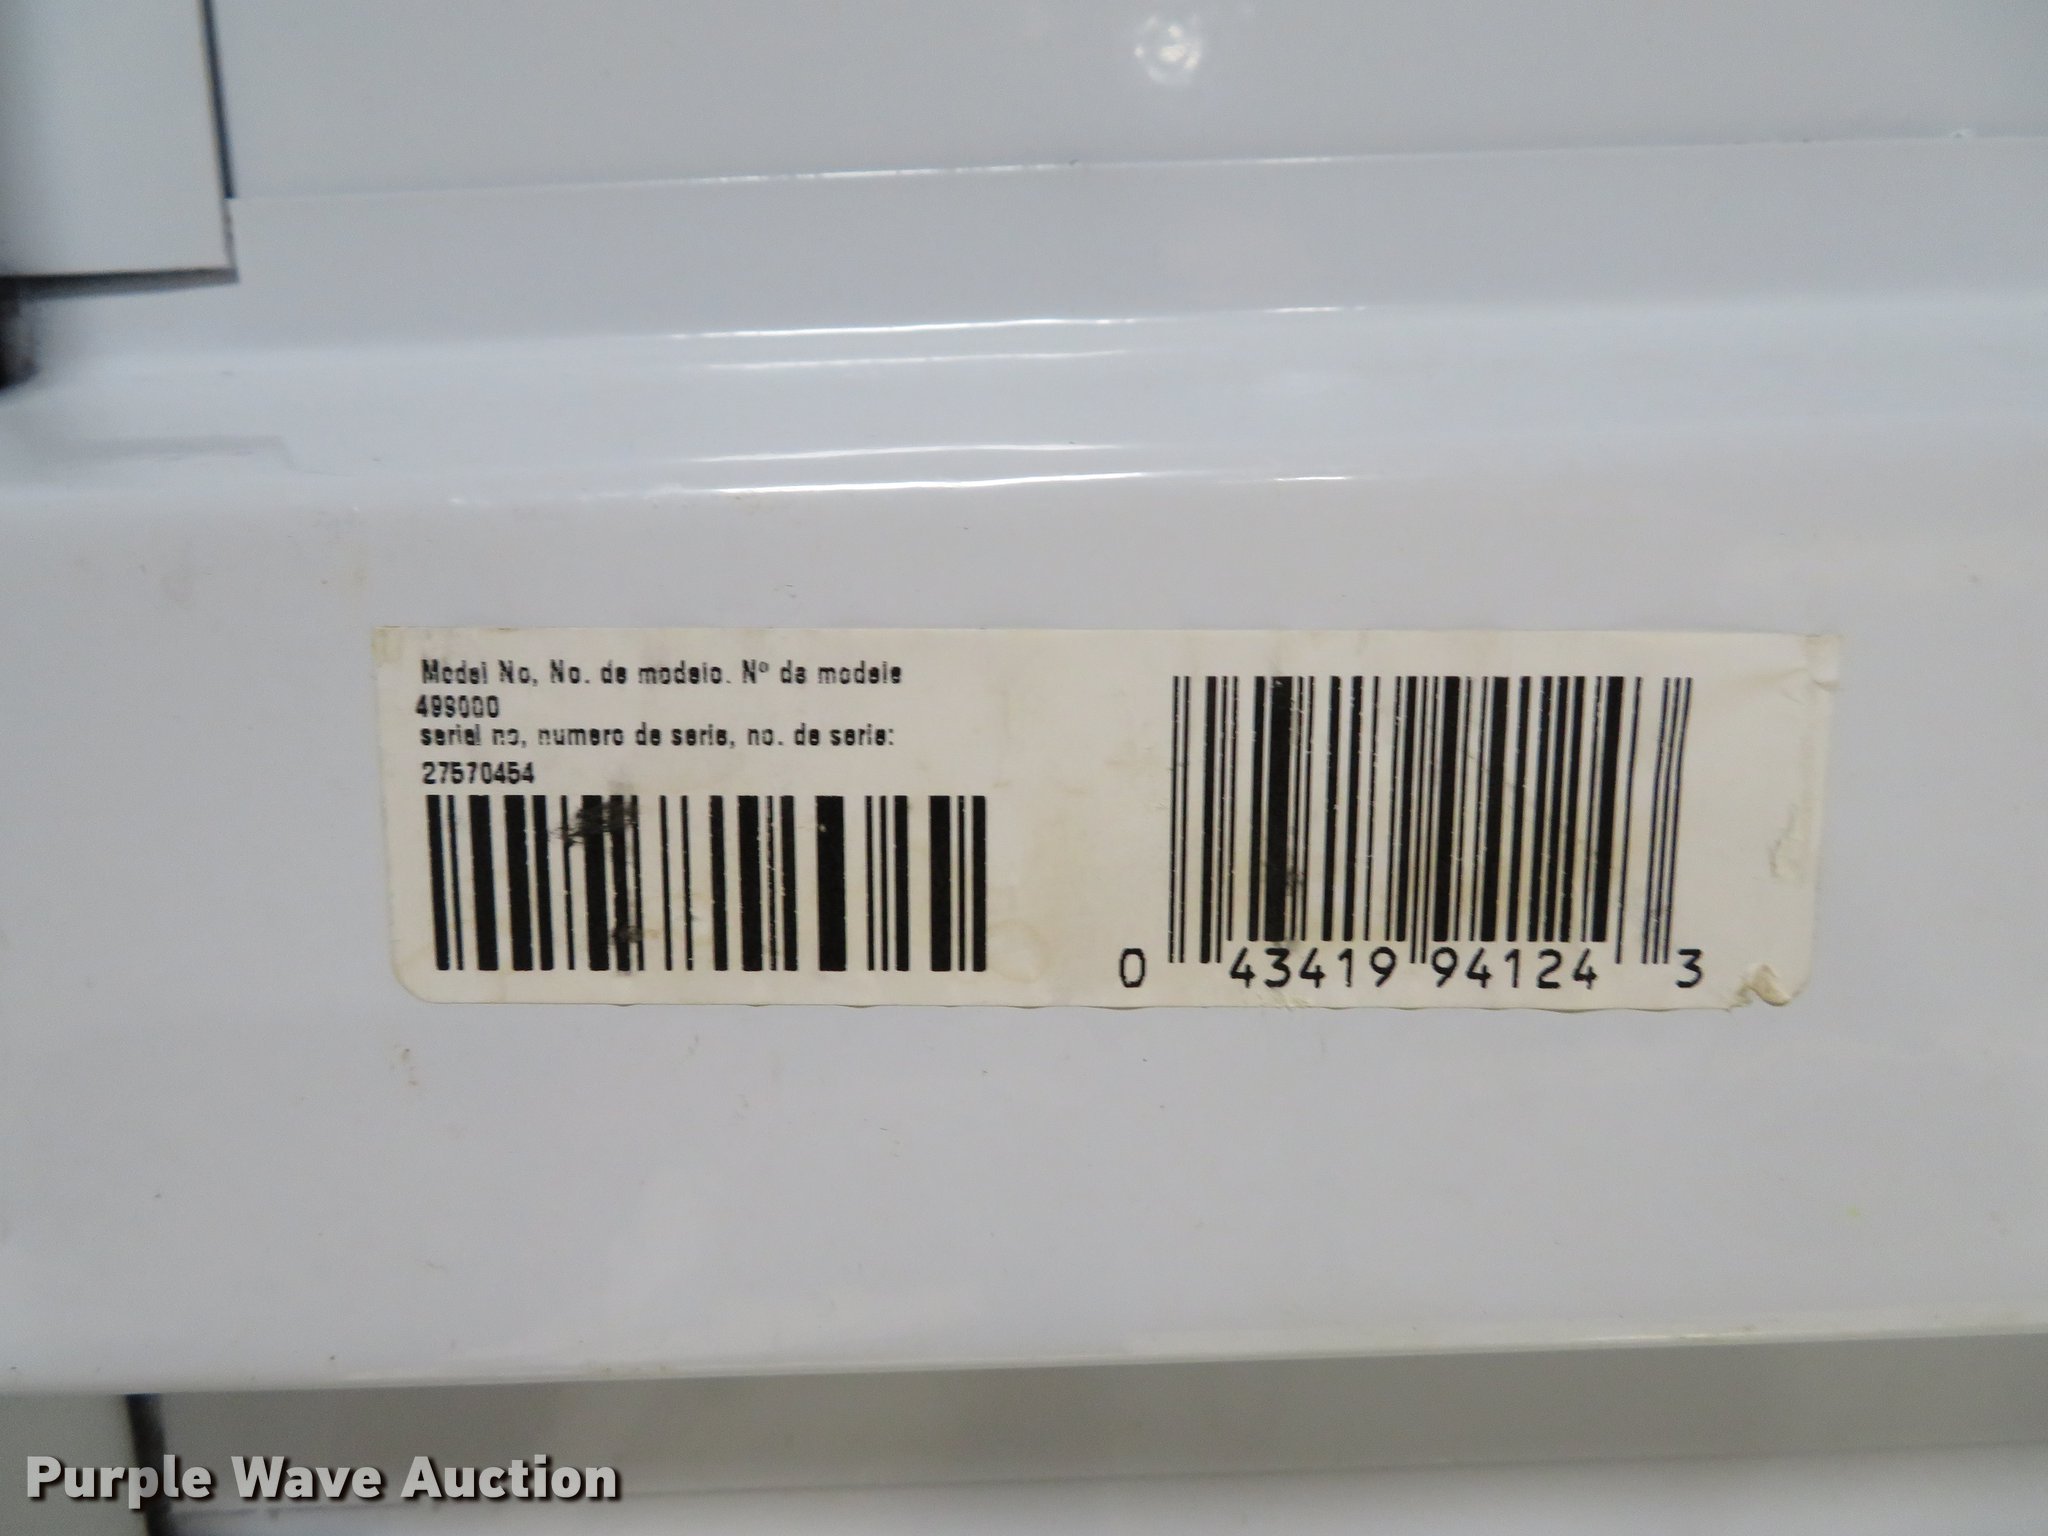 Model No, No. de modelo. Nº de modele
498000
serial no, numero de serie, no. de serie:
27570454
0 43419 94124 3
Purple Wave Auction